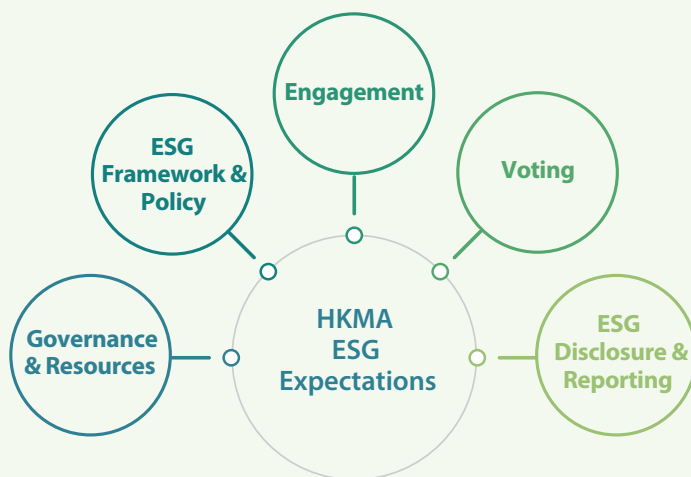 Engagement
ESG
Framework &
Policy
Voting
Governance
& Resources
HKMA
ESG
Expectations
ESG
Disclosure &
Reporting